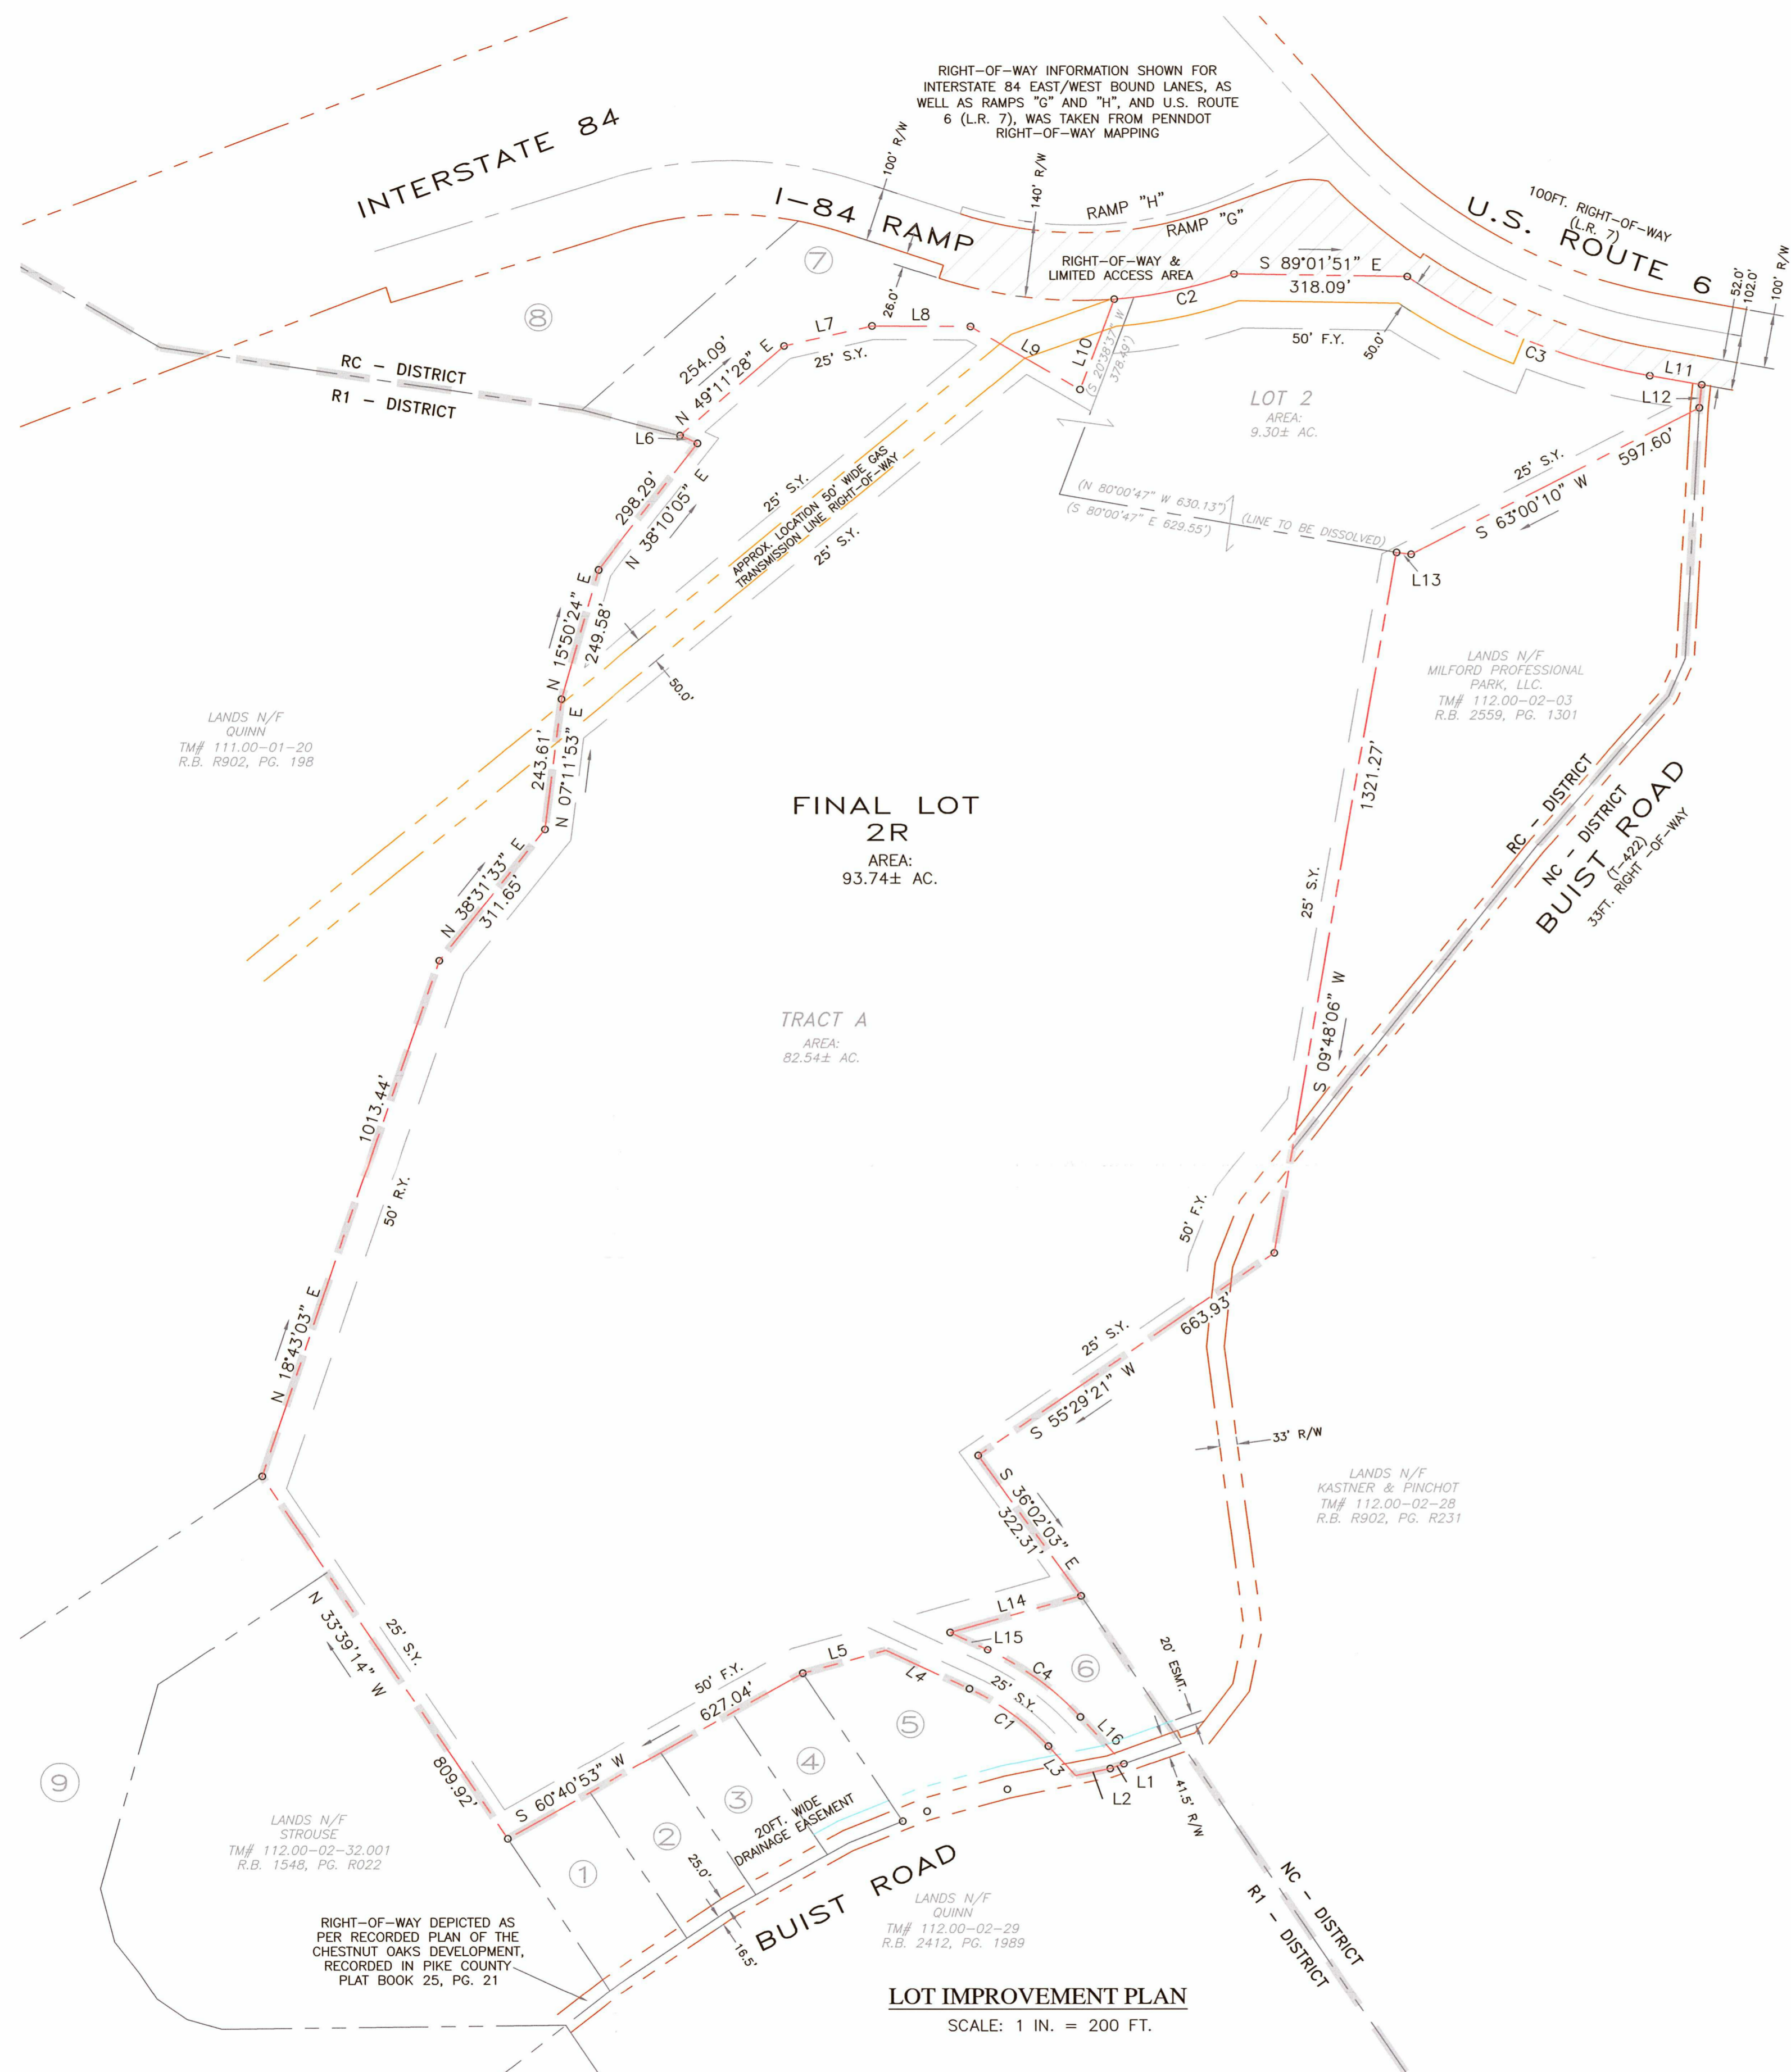 RIGHT-OF-WAY INFORMATION SHOWN FOR
INTERSTATE 84 EAST/WEST BOUND LANES, AS
WELL AS RAMPS "G" AND "H", AND U.S. ROUTE
6 (L.R. 7), WAS TAKEN FROM PENNDOT
RIGHT-OF-WAY MAPPING
INTERSTATE 84
100' R/W
140' R/W
I-84 RAMP
RAMP "H"
RAMP "G"
100FT. RIGHT-OF-WAY
(L.R. 7)
U.S. ROUTE 6
52.0'
102.0'
100' R/W
RIGHT-OF-WAY &
LIMITED ACCESS AREA
S 89°01'51" E
318.09'
C2
7
8
26.0'
L8
L7
25' S.Y.
L9
L10
(S 20°38'37" W
378.49')
50' F.Y.
50.0'
C3
L11
L12
RC - DISTRICT
R1 - DISTRICT
254.09'
N 49°11'28" E
L6
LOT 2
AREA:
9.30± AC.
597.60'
25' S.Y.
S 63°00'10" W
298.29'
N 38°10'05" E
25' S.Y.
APPROX. LOCATION 50' WIDE GAS
TRANSMISSION LINE RIGHT-OF-WAY
25' S.Y.
(N 80°00'47" W 630.13')
(S 80°00'47" E 629.55')
(LINE TO BE DISSOLVED)
L13
N 15°50'24" E
249.58'
50.0'
LANDS N/F
QUINN
TM# 111.00-01-20
R.B. R902, PG. 198
LANDS N/F
MILFORD PROFESSIONAL
PARK, LLC.
TM# 112.00-02-03
R.B. 2559, PG. 1301
243.61'
N 07°11'53" E
1321.27'
FINAL LOT
2R
AREA:
93.74± AC.
RC - DISTRICT
NC - DISTRICT
BUIST ROAD
(T-422)
33FT. RIGHT-OF-WAY
N 38°31'33" E
311.65'
25' S.Y.
TRACT A
AREA:
82.54± AC.
S 09°48'06" W
1013.44'
50' R.Y.
50' F.Y.
N 18°43'03" E
663.93'
25' S.Y.
S 55°29'21" W
33' R/W
LANDS N/F
KASTNER & PINCHOT
TM# 112.00-02-28
R.B. R902, PG. R231
S 36°02'03" E
322.31'
N 33°39'14" W
25' S.Y.
809.92'
L14
L15
C4
6
20' ESMT.
L5
L4
50' F.Y.
627.04'
25' S.Y.
C1
L16
5
L3
L1
L2
41.5' R/W
S 60°40'53" W
4
3
2
1
9
20FT. WIDE
DRAINAGE EASEMENT
25.0'
16.5'
BUIST ROAD
LANDS N/F
STROUSE
TM# 112.00-02-32.001
R.B. 1548, PG. R022
LANDS N/F
QUINN
TM# 112.00-02-29
R.B. 2412, PG. 1989
NC - DISTRICT
R1 - DISTRICT
RIGHT-OF-WAY DEPICTED AS
PER RECORDED PLAN OF THE
CHESTNUT OAKS DEVELOPMENT,
RECORDED IN PIKE COUNTY
PLAT BOOK 25, PG. 21
LOT IMPROVEMENT PLAN
SCALE: 1 IN. = 200 FT.